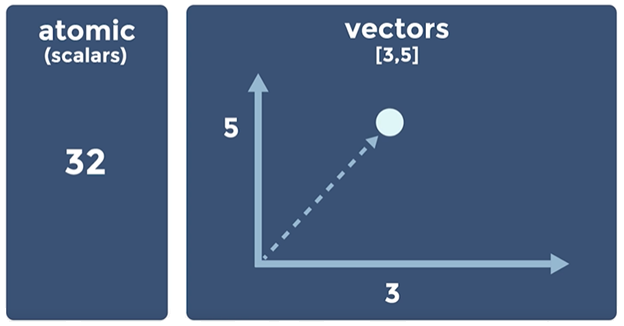 atomic
(scalars)
32
vectors
[3,5]
5
3